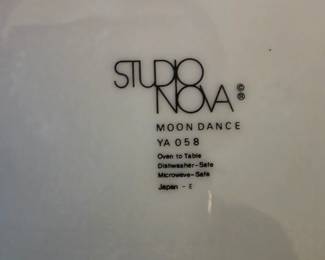 STUDIO
NOVA ©®
MOON DANCE
YA 058
Oven to Table
Dishwasher-Safe
Microwave-Safe
Japan - E